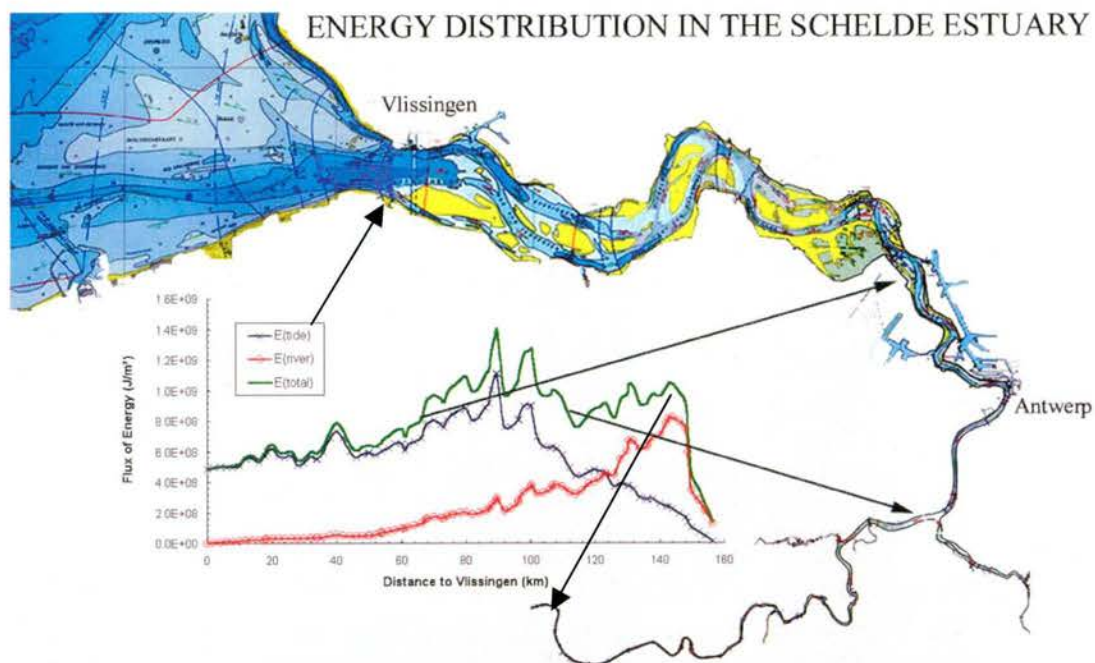 ENERGY DISTRIBUTION IN THE SCHELDE ESTUARY
Vlissingen
Antwerp
E(tide)
E(river)
E(total)
Flux of Energy (J/m²)
1.6E+09
1.4E+09
1.2E+09
1.0E+09
8.0E+08
6.0E+08
4.0E+08
2.0E+08
0.0E+00
0 20 40 60 80 100 120 140 160
Distance to Vlissingen (km)